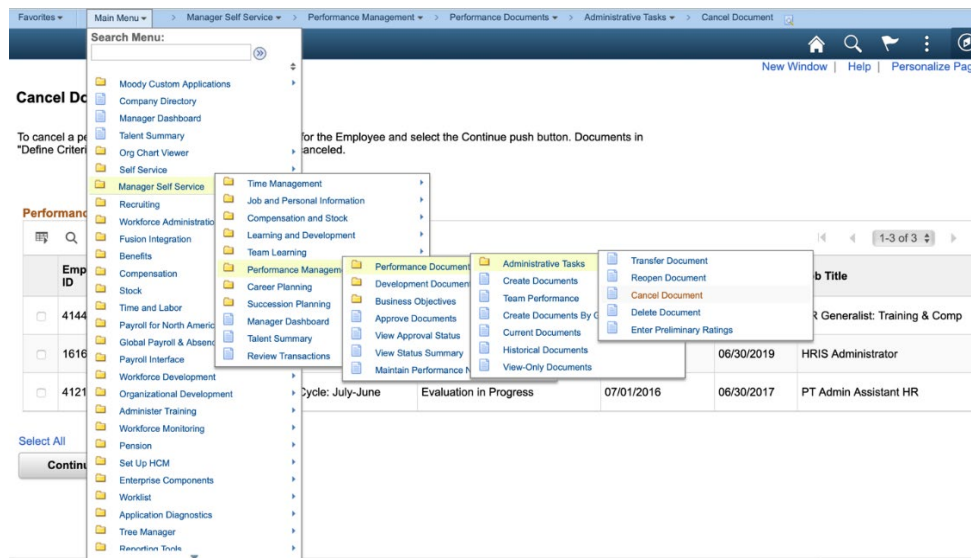 Favorites Main Menu > Manager Self Service > Performance Management > Performance Documents > Administrative Tasks > Cancel Document
Search Menu:
New Window | Help | Personalize Pag
Cancel Do
To cancel a pe for the Employee and select the Continue push button. Documents in
"Define Criteri canceled.
Moody Custom Applications
Company Directory
Manager Dashboard
Talent Summary
Org Chart Viewer
Self Service
Manager Self Service
Recruiting
Workforce Administratio
Fusion Integration
Benefits
Compensation
Stock
Time and Labor
Payroll for North Americ
Global Payroll & Absenc
Payroll Interface
Workforce Development
Organizational Development
Administer Training
Workforce Monitoring
Pension
Set Up HCM
Enterprise Components
Worklist
Application Diagnostics
Tree Manager
Reporting Tools
Time Management
Job and Personal Information
Compensation and Stock
Learning and Development
Team Learning
Performance Managem
Career Planning
Succession Planning
Manager Dashboard
Talent Summary
Review Transactions
Performance Document
Development Documen
Business Objectives
Approve Documents
View Approval Status
View Status Summary
Maintain Performance N
Administrative Tasks
Create Documents
Team Performance
Create Documents By G
Current Documents
Historical Documents
View-Only Documents
Transfer Document
Reopen Document
Cancel Document
Delete Document
Enter Preliminary Ratings
Performanc
1-3 of 3
Emp
ID
b Title
4144 R Generalist: Training & Comp
1616 06/30/2019 HRIS Administrator
4121 Cycle: July-June Evaluation in Progress 07/01/2016 06/30/2017 PT Admin Assistant HR
Select All
Continu